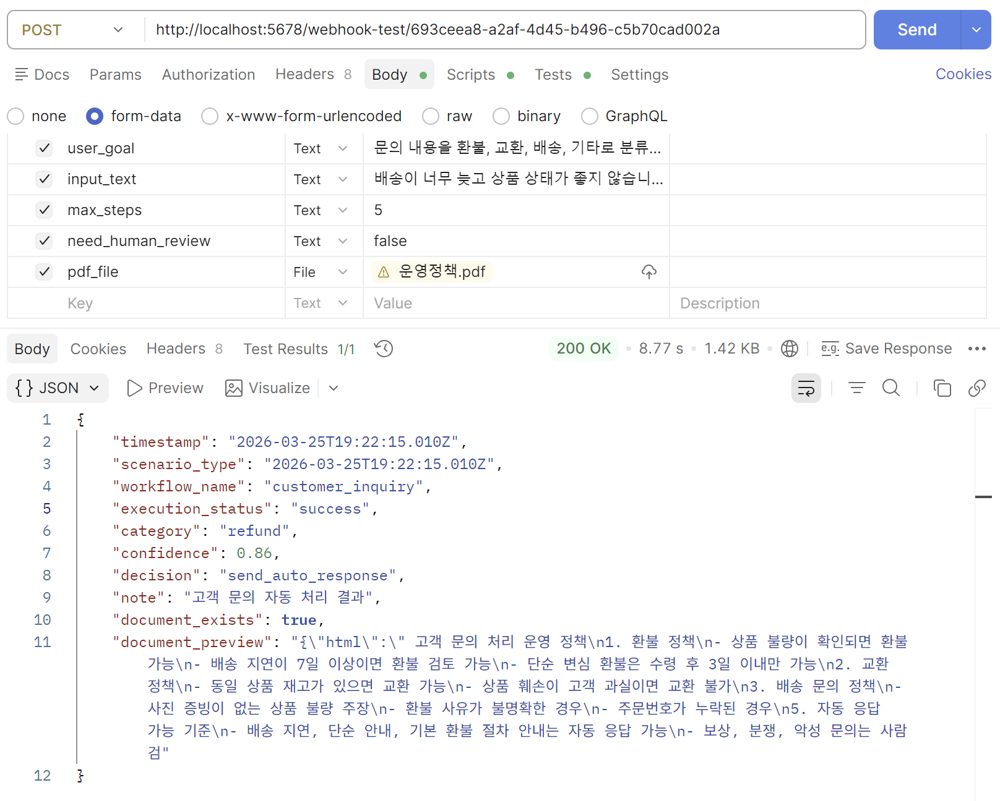 POST http://localhost:5678/webhook-test/693ceea8-a2af-4d45-b496-c5b70cad002a Send
Docs Params Authorization Headers 8 Body Scripts Tests Settings Cookies
none form-data x-www-form-urlencoded raw binary GraphQL
user_goal Text 문의 내용을 환불, 교환, 배송, 기타로 분류...
input_text Text 배송이 너무 늦고 상품 상태가 좋지 않습니...
max_steps Text 5
need_human_review Text false
pdf_file File 운영정책.pdf
Key Text Value Description
Body Cookies Headers 8 Test Results 1/1 200 OK 8.77 s 1.42 KB e.g. Save Response
{ } JSON Preview Visualize
1 {
2 "timestamp": "2026-03-25T19:22:15.010Z",
3 "scenario_type": "2026-03-25T19:22:15.010Z",
4 "workflow_name": "customer_inquiry",
5 "execution_status": "success",
6 "category": "refund",
7 "confidence": 0.86,
8 "decision": "send_auto_response",
9 "note": "고객 문의 자동 처리 결과",
10 "document_exists": true,
11 "document_preview": "{\"html\":\" 고객 문의 처리 운영 정책\n1. 환불 정책\n- 상품 불량이 확인되면 환불
가능\n- 배송 지연이 7일 이상이면 환불 검토 가능\n- 단순 변심 환불은 수령 후 3일 이내만 가능\n2. 교환
정책\n- 동일 상품 재고가 있으면 교환 가능\n- 상품 훼손이 고객 과실이면 교환 불가\n3. 배송 문의 정책\n-
사진 증빙이 없는 상품 불량 주장\n- 환불 사유가 불명확한 경우\n- 주문번호가 누락된 경우\n5. 자동 응답
가능 기준\n- 배송 지연, 단순 안내, 기본 환불 절차 안내는 자동 응답 가능\n- 보상, 분쟁, 악성 문의는 사람
검"
12 }